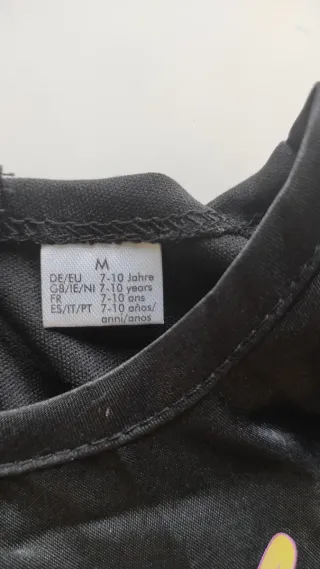 M
DE/EU 7-10 Jahre
GB/IE/NI 7-10 years
FR 7-10 ans
ES/IT/PT 7-10 años/
anni/anos